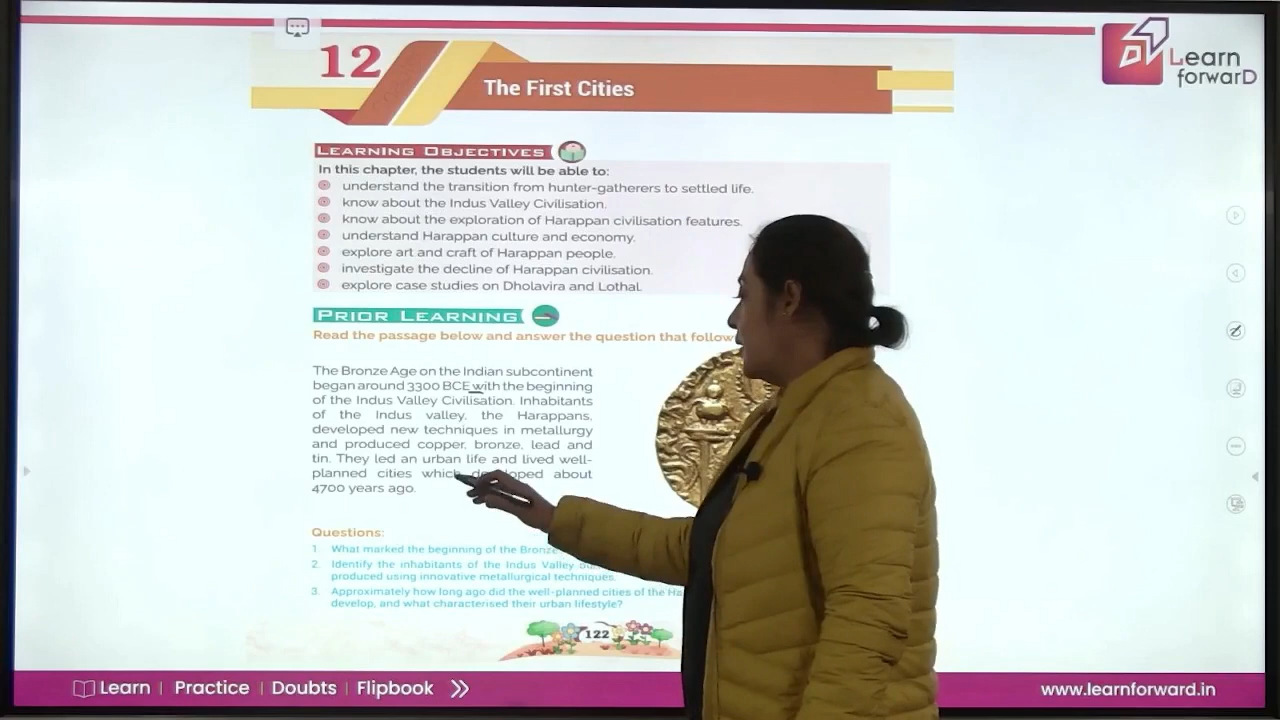 12
The First Cities
Learn
forwarD
LEARNING OBJECTIVES
In this chapter, the students will be able to:
understand the transition from hunter-gatherers to settled life.
know about the Indus Valley Civilisation.
know about the exploration of Harappan civilisation features.
understand Harappan culture and economy.
explore art and craft of Harappan people.
investigate the decline of Harappan civilisation.
explore case studies on Dholavira and Lothal.
PRIOR LEARNING
Read the passage below and answer the question that follow
The Bronze Age on the Indian subcontinent
began around 3300 BCE with the beginning
of the Indus Valley Civilisation. Inhabitants
of the Indus valley, the Harappans,
developed new techniques in metallurgy
and produced copper, bronze, lead and
tin. They led an urban life and lived well-
planned cities which developed about
4700 years ago.
Questions:
1. What marked the beginning of the Bronze
2. Identify the inhabitants of the Indus Valley
produced using innovative metallurgical techniques.
3. Approximately how long ago did the well-planned cities of the Ha
develop, and what characterised their urban lifestyle?
122
Learn | Practice | Doubts | Flipbook
www.learnforward.in